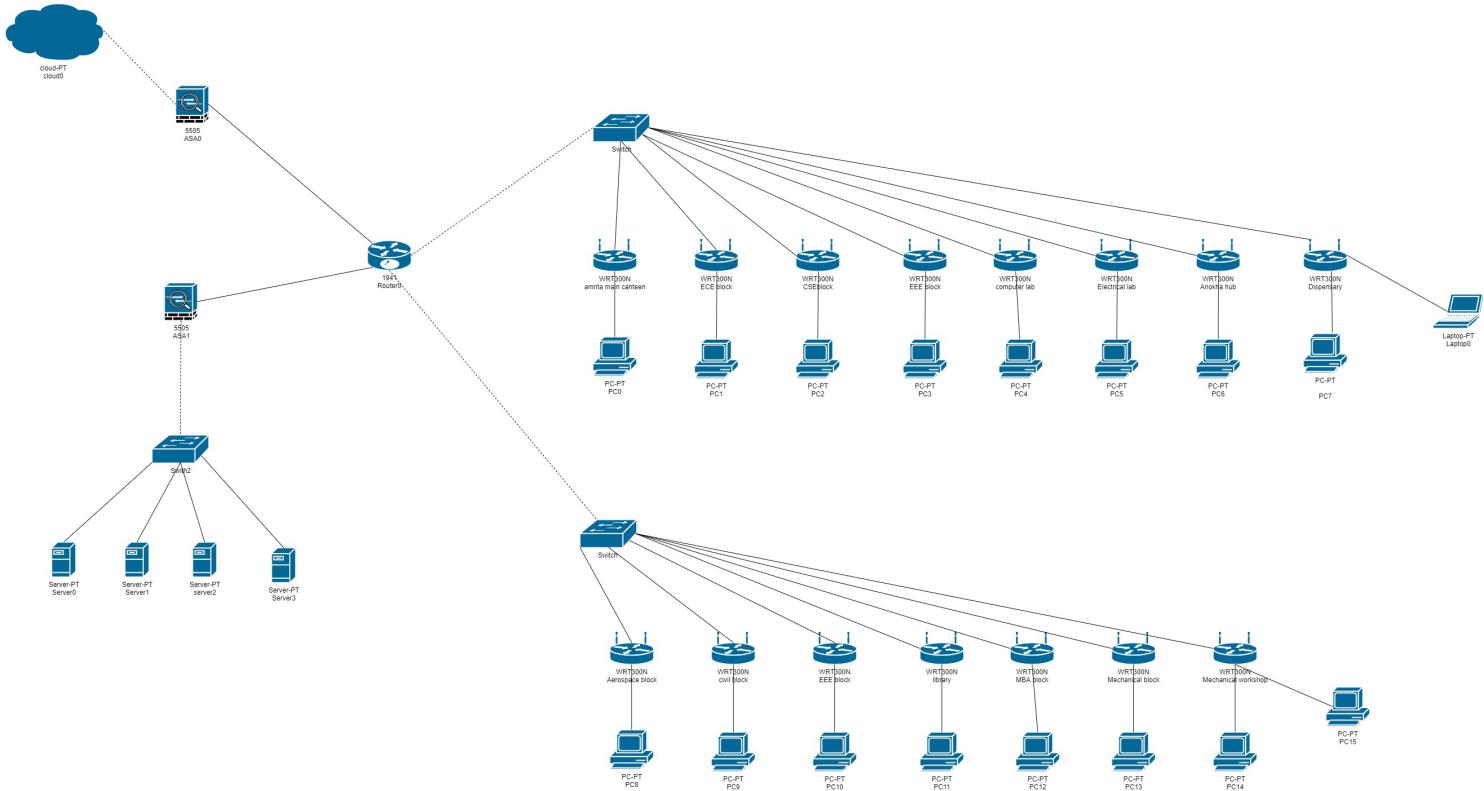 cloud-PT
cloud0
5505
ASA0
Switch
1941
Router0
5505
ASA1
WRT300N
amrita main canteen
WRT300N
ECE block
WRT300N
CSEblock
WRT300N
EEE block
WRT300N
computer lab
WRT300N
Electrical lab
WRT300N
Anokha hub
WRT300N
Dispensary
Laptop-PT
Laptop0
PC-PT
PC0
PC-PT
PC1
PC-PT
PC2
PC-PT
PC3
PC-PT
PC4
PC-PT
PC5
PC-PT
PC6
PC-PT
PC7
Swith2
Server-PT
Server0
Server-PT
Server1
Server-PT
server2
Server-PT
Server3
Switch
WRT300N
Aerospace block
WRT300N
civil block
WRT300N
EEE block
WRT300N
library
WRT300N
MBA block
WRT300N
Mechanical block
WRT300N
Mechanical workshop
PC-PT
PC15
PC-PT
PC8
PC-PT
PC9
PC-PT
PC10
PC-PT
PC11
PC-PT
PC12
PC-PT
PC13
PC-PT
PC14